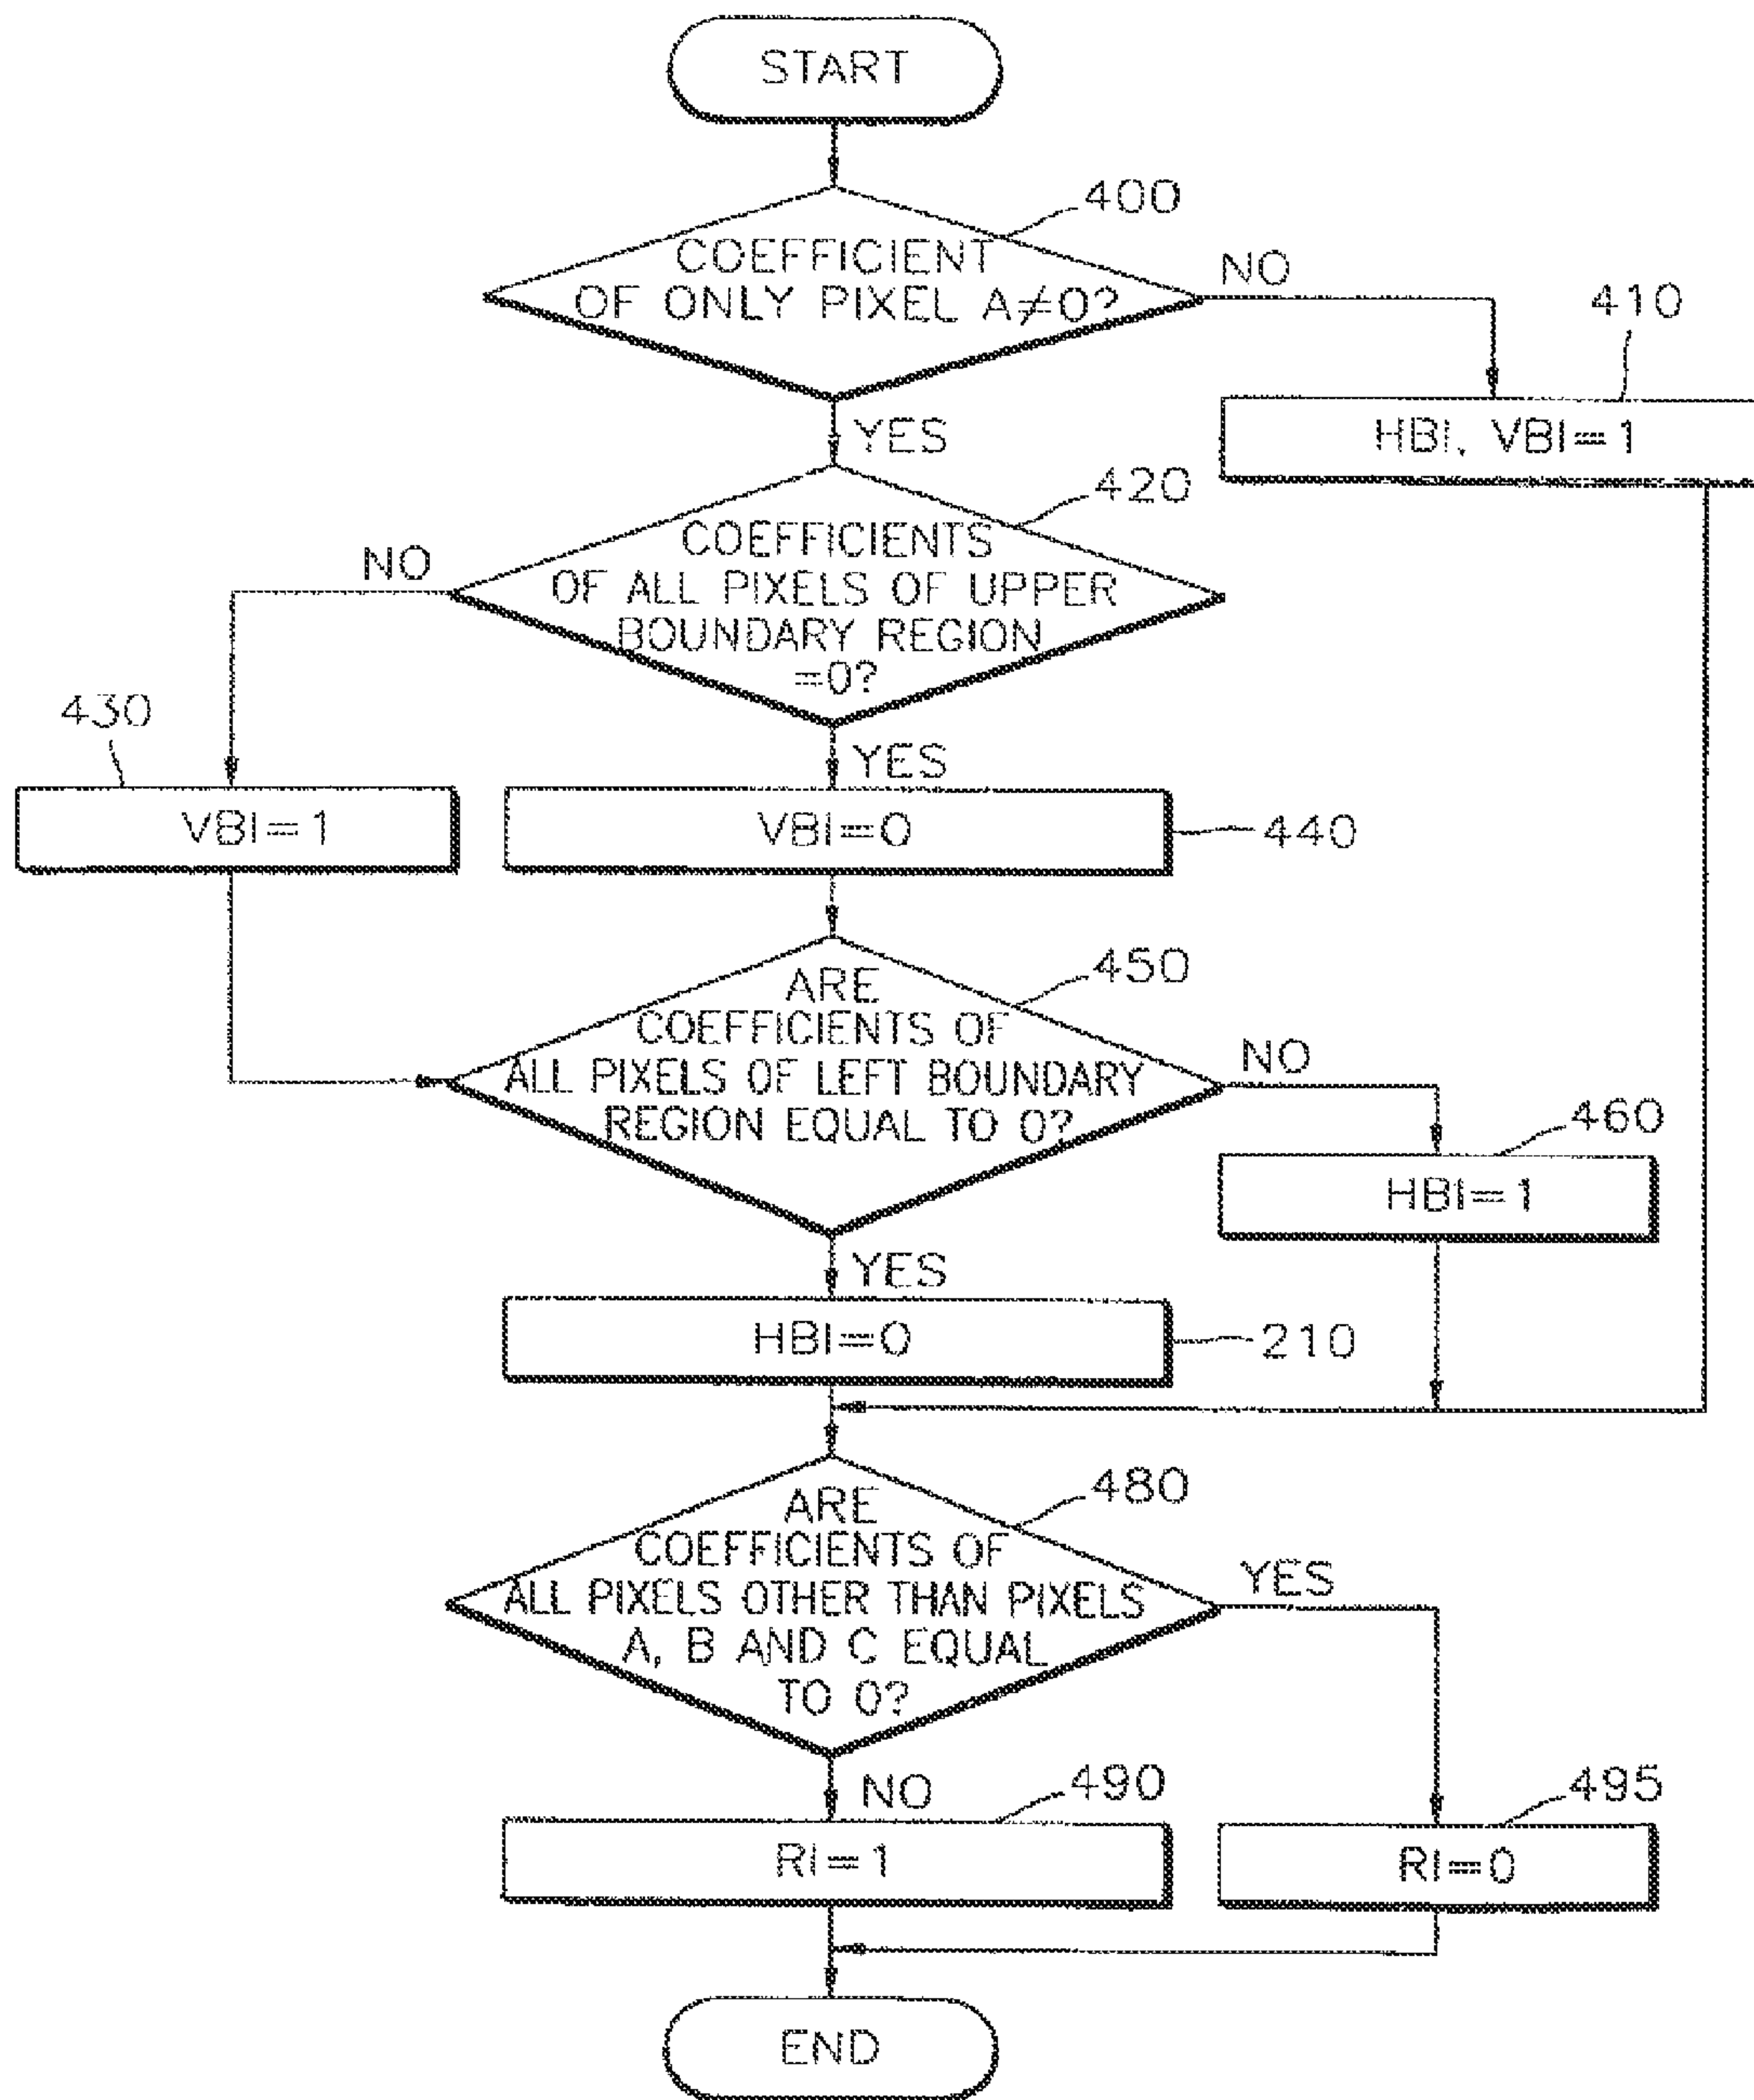 START
400
COEFFICIENT
OF ONLY PIXEL A≠0?
NO
410
HBI, VBI=1
YES
420
COEFFICIENTS
OF ALL PIXELS OF UPPER
BOUNDARY REGION
=0?
NO
430
VBI=1
YES
VBI=0
440
450
ARE
COEFFICIENTS OF
ALL PIXELS OF LEFT BOUNDARY
REGION EQUAL TO 0?
NO
460
HBI=1
YES
HBI=0
210
480
ARE
COEFFICIENTS OF
ALL PIXELS OTHER THAN PIXELS
A, B AND C EQUAL
TO 0?
YES
NO
490
RI=1
495
RI=0
END